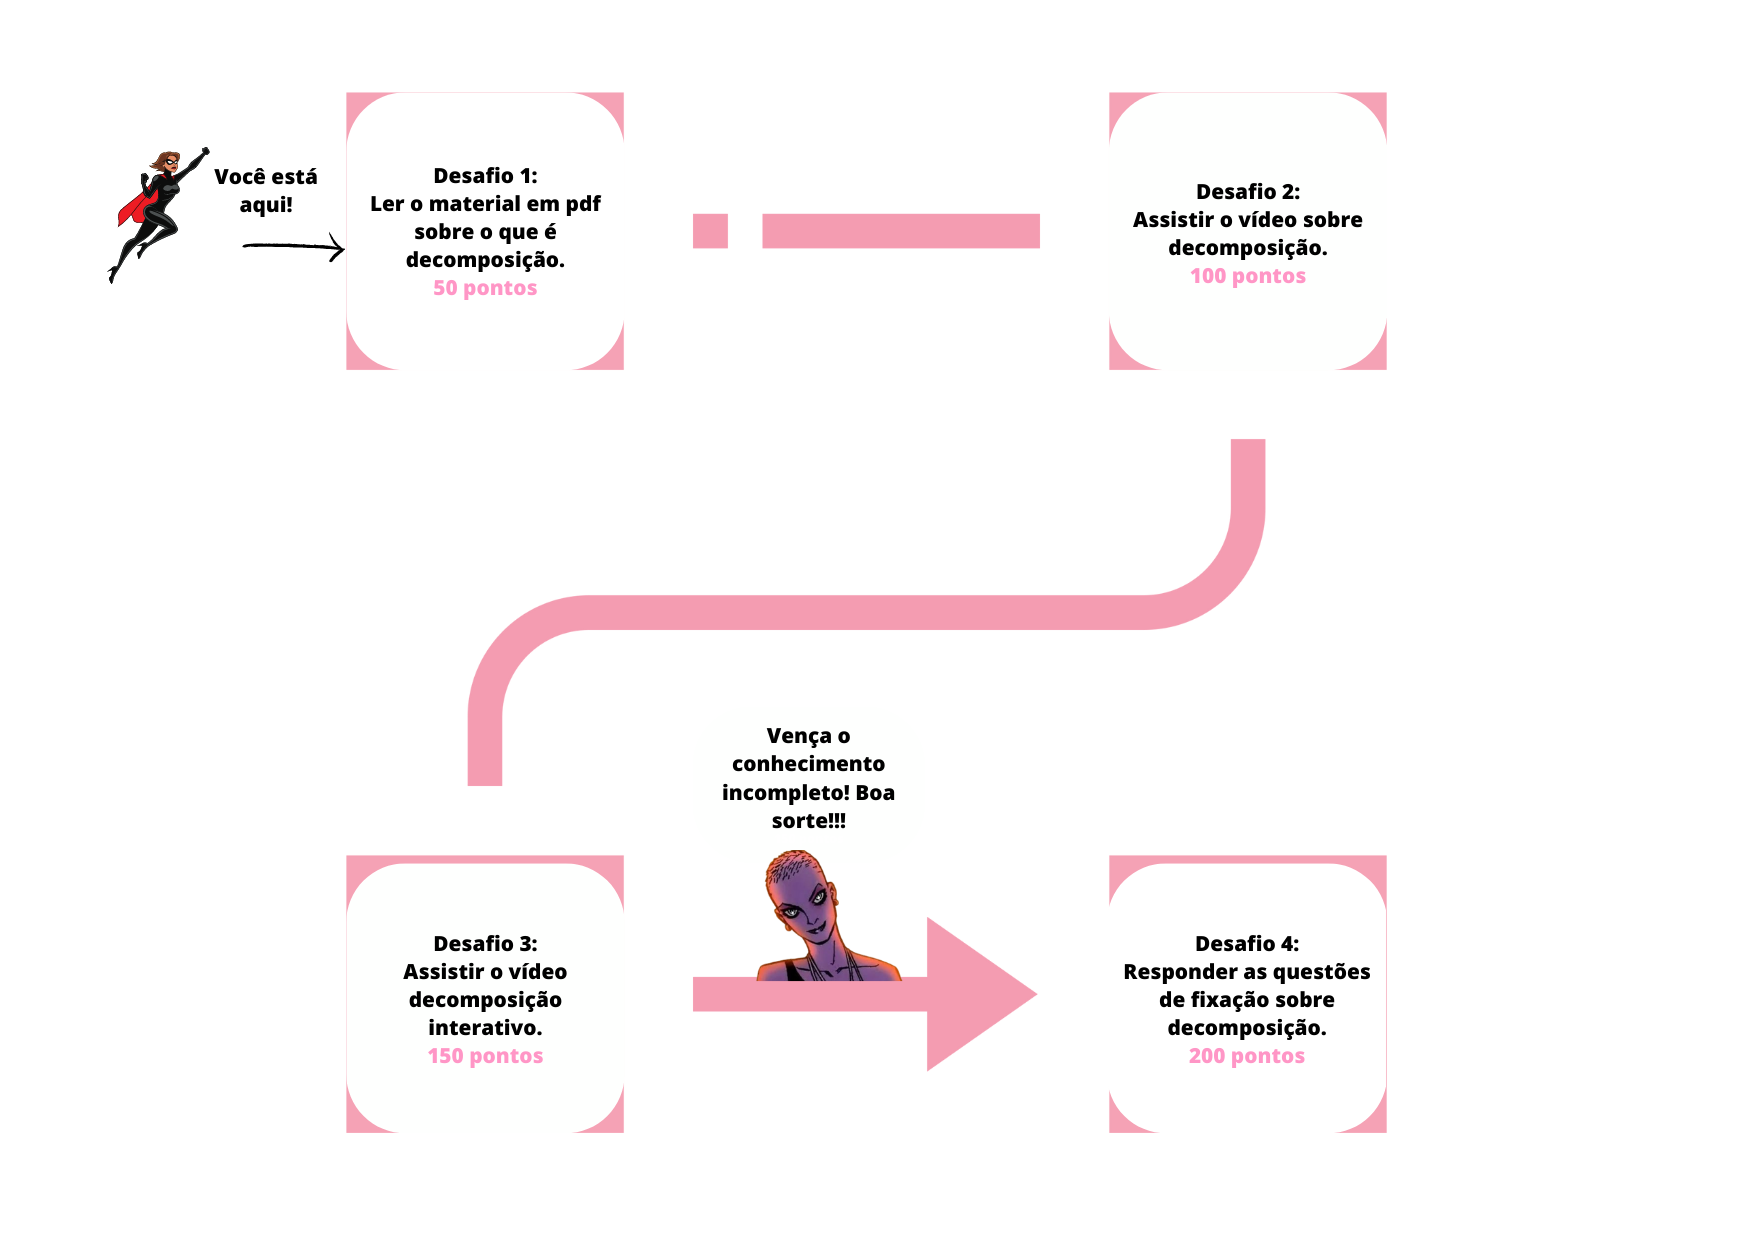 Você está
aqui!
Desafio 1:
Ler o material em pdf
sobre o que é
decomposição.
50 pontos
Desafio 2:
Assistir o vídeo sobre
decomposição.
100 pontos
Vença o
conhecimento
incompleto! Boa
sorte!!!
Desafio 3:
Assistir o vídeo
decomposição
interativo.
150 pontos
Desafio 4:
Responder as questões
de fixação sobre
decomposição.
200 pontos